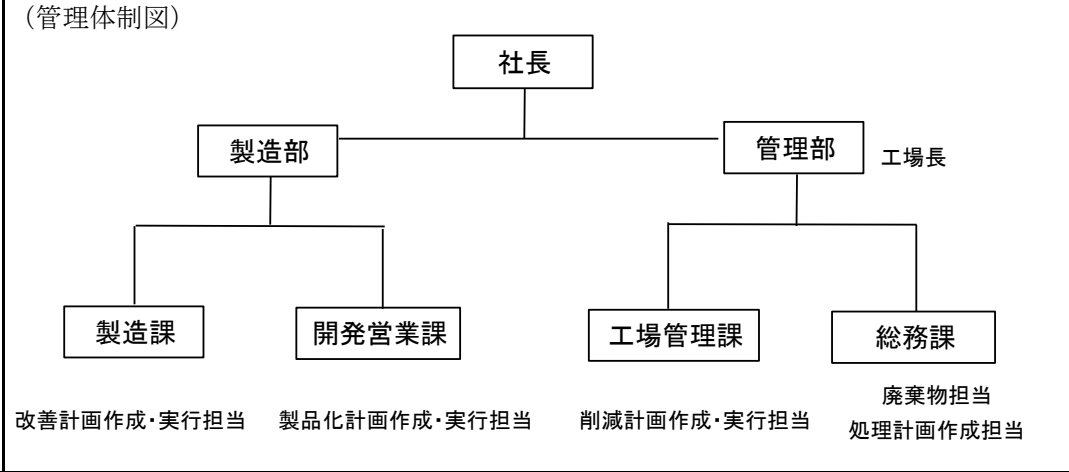 （管理体制図）
社長
製造部
管理部
工場長
製造課
開発営業課
工場管理課
総務課
改善計画作成・実行担当
製品化計画作成・実行担当
削減計画作成・実行担当
廃棄物担当
処理計画作成担当